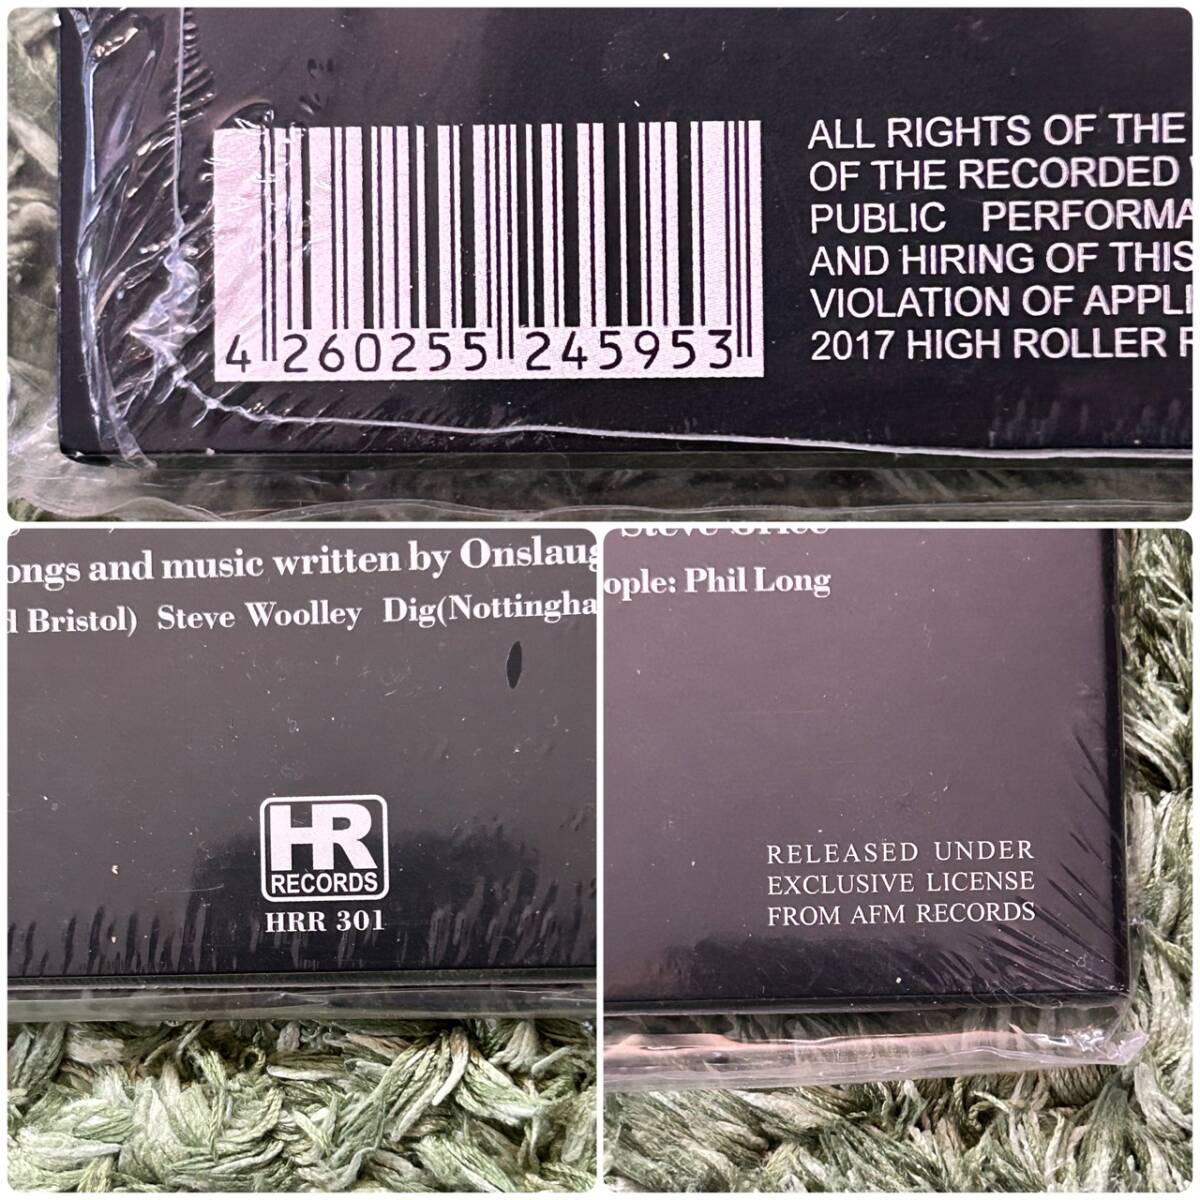 ALL RIGHTS OF THE
OF THE RECORDED
PUBLIC PERFORMA
AND HIRING OF THIS
VIOLATION OF APPLI
2017 HIGH ROLLER R
4 260255 245953
ongs and music written by Onslaug
d Bristol) Steve Woolley Dig(Nottingha
HR
RECORDS
HRR 301
Steve Grice
ople: Phil Long
RELEASED UNDER
EXCLUSIVE LICENSE
FROM AFM RECORDS